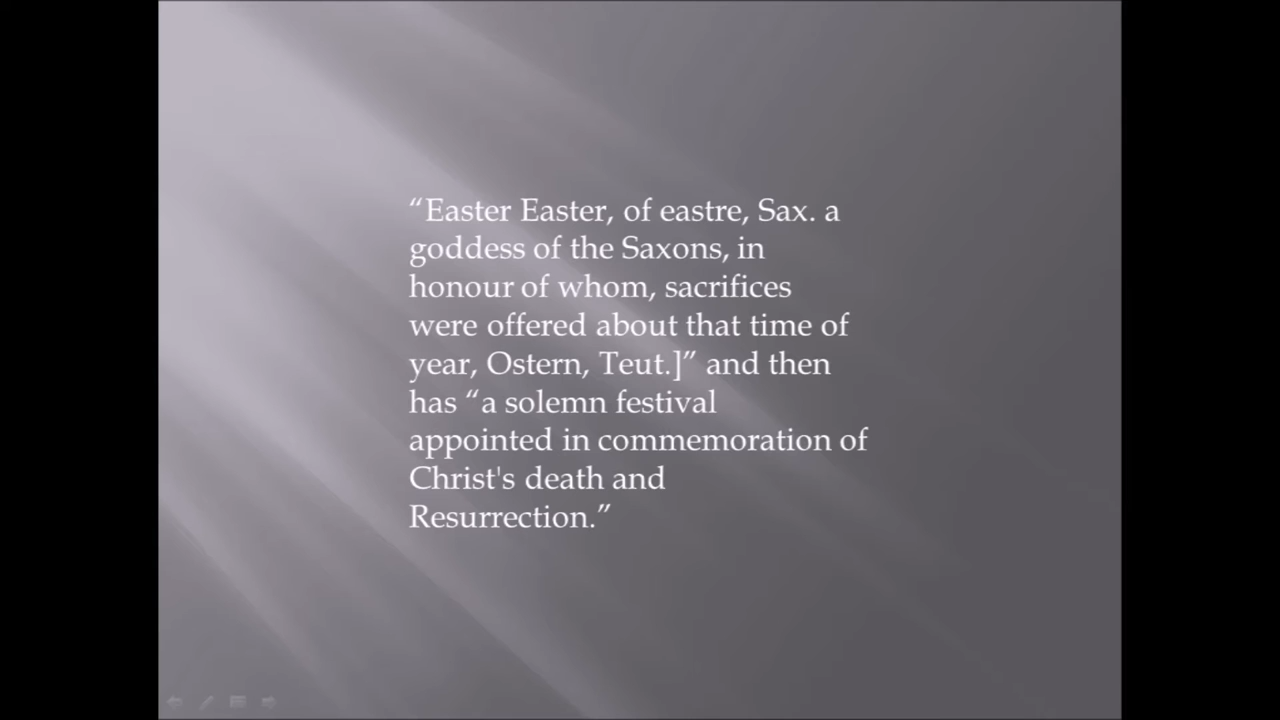 “Easter Easter, of eastre, Sax. a
goddess of the Saxons, in
honour of whom, sacrifices
were offered about that time of
year, Ostern, Teut.]” and then
has “a solemn festival
appointed in commemoration of
Christ's death and
Resurrection.”